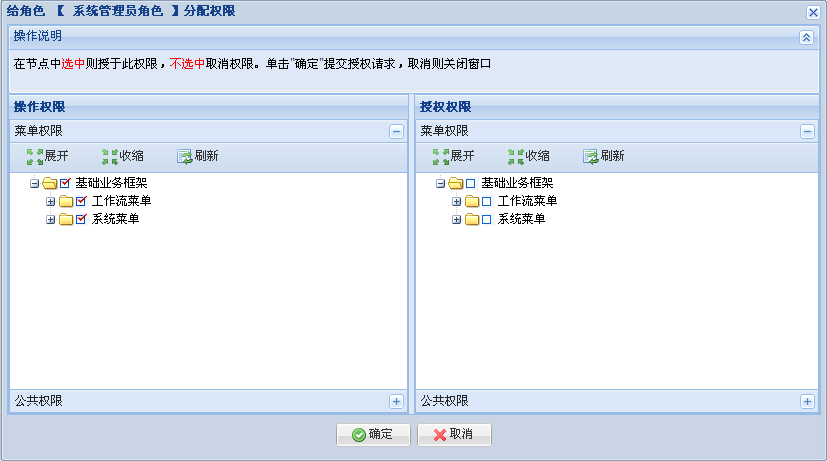 给角色 【 系统管理员角色 】分配权限
操作说明
在节点中选中则授于此权限，不选中取消权限。单击"确定"提交授权请求，取消则关闭窗口
操作权限
菜单权限
展开 收缩 刷新
基础业务框架
工作流菜单
系统菜单
公共权限
授权权限
菜单权限
展开 收缩 刷新
基础业务框架
工作流菜单
系统菜单
公共权限
确定 取消